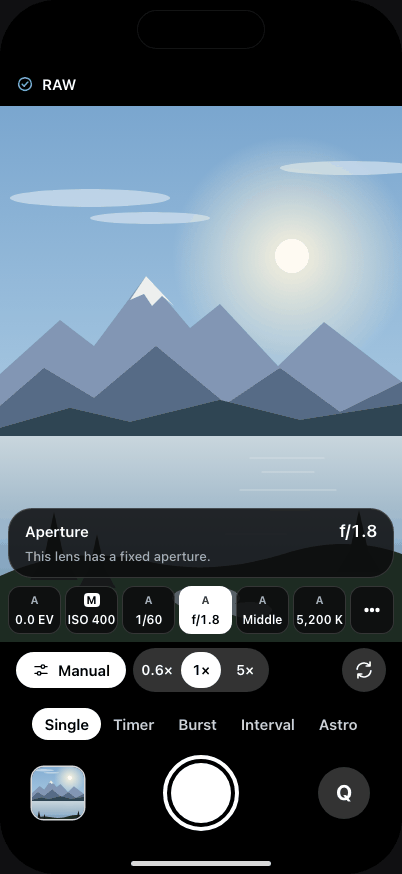 RAW
Aperture f/1.8
This lens has a fixed aperture.
A M A A A A
0.0 EV ISO 400 1/60 f/1.8 Middle 5,200 K •••
Manual 0.6× 1× 5×
Single Timer Burst Interval Astro
Q